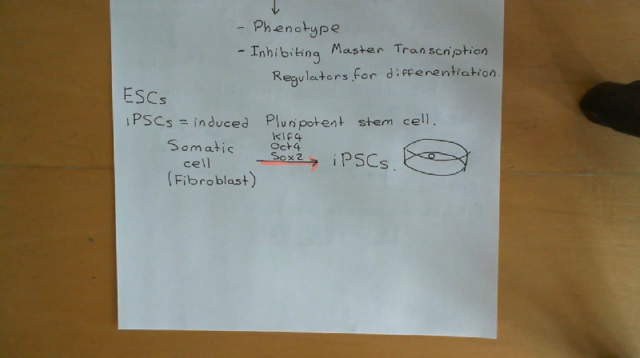 - Phenotype
- Inhibiting Master Transcription
Regulators for differentiation
ESCs
iPSCs = induced Pluripotent stem cell.
Klf4
Somatic Oct4
cell Sox2 iPSCs.
(Fibroblast)